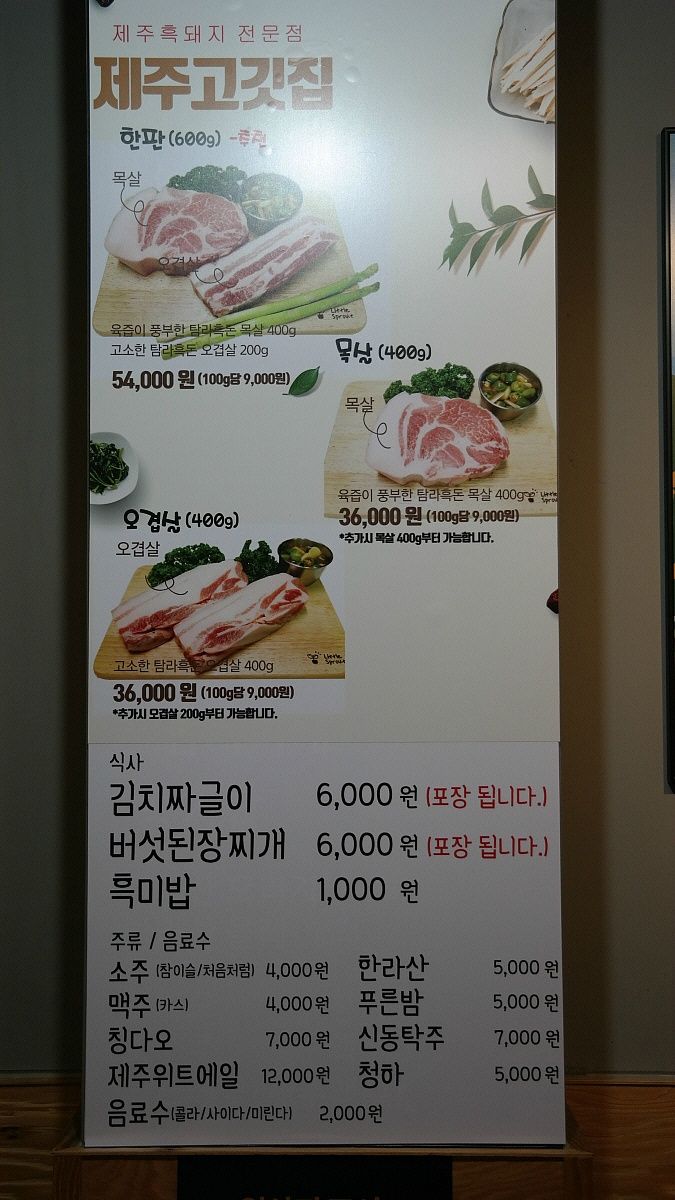 제주흑돼지 전문점
제주고깃집
한판 (600g) -추천
목살
오겹살
Little Sprout
육즙이 풍부한 탐라흑돈 목살 400g
고소한 탐라흑돈 오겹살 200g
54,000 원 (100g당 9,000원)
목살 (400g)
목살
육즙이 풍부한 탐라흑돈 목살 400g
Little Sprout
36,000 원 (100g당 9,000원)
*추가시 목살 400g부터 가능합니다.
오겹살 (400g)
오겹살
고소한 탐라흑돈 오겹살 400g
Little Sprout
36,000 원 (100g당 9,000원)
*추가시 오겹살 200g부터 가능합니다.
식사
김치짜글이 6,000 원 (포장 됩니다.)
버섯된장찌개 6,000 원 (포장 됩니다.)
흑미밥 1,000 원
주류 / 음료수
소주 (참이슬/처음처럼) 4,000원 한라산 5,000 원
맥주 (카스) 4,000원 푸른밤 5,000 원
칭다오 7,000 원 신동탁주 7,000 원
제주위트에일 12,000 원 청하 5,000 원
음료수(콜라/사이다/미린다) 2,000원